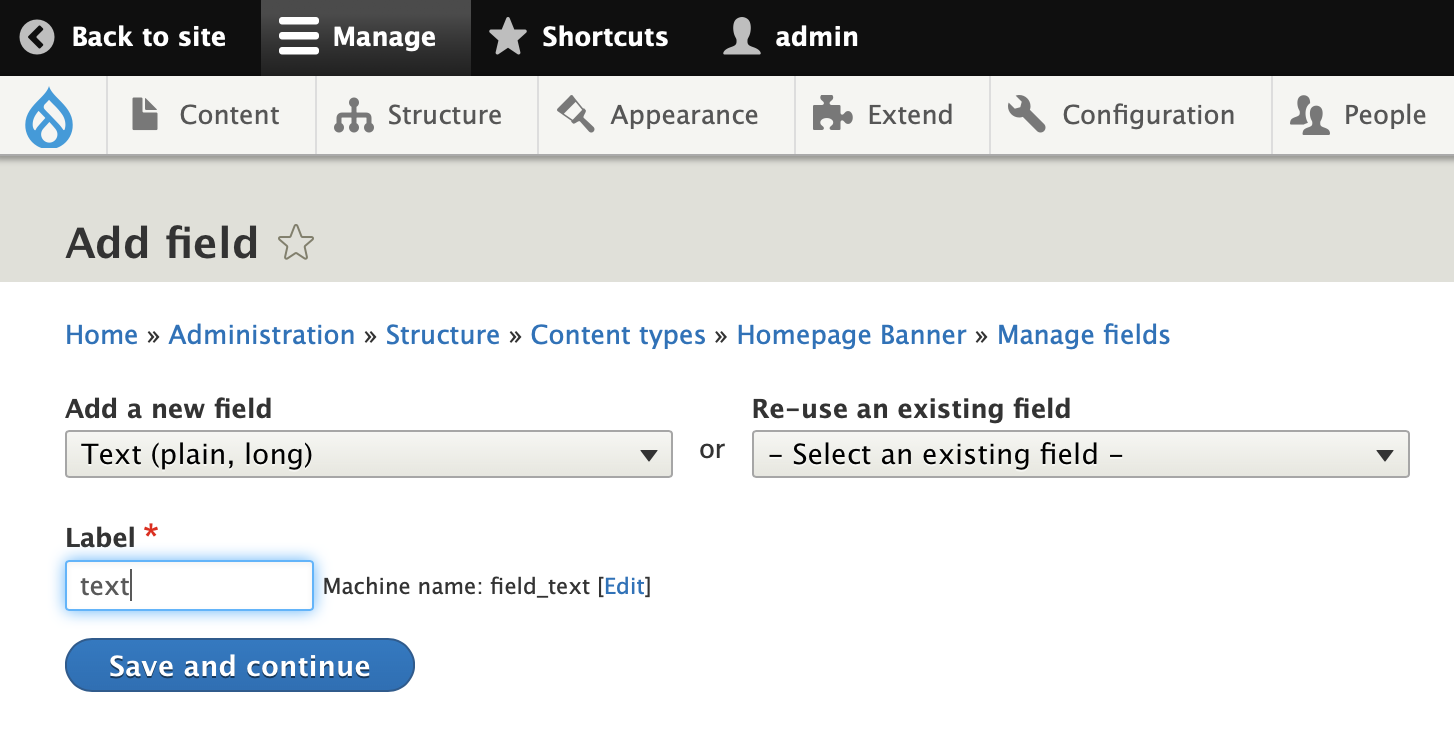 Back to site Manage Shortcuts admin
Content Structure Appearance Extend Configuration People
Add field
Home » Administration » Structure » Content types » Homepage Banner » Manage fields
Add a new field Re-use an existing field
Text (plain, long) or - Select an existing field -
Label *
text Machine name: field_text [Edit]
Save and continue